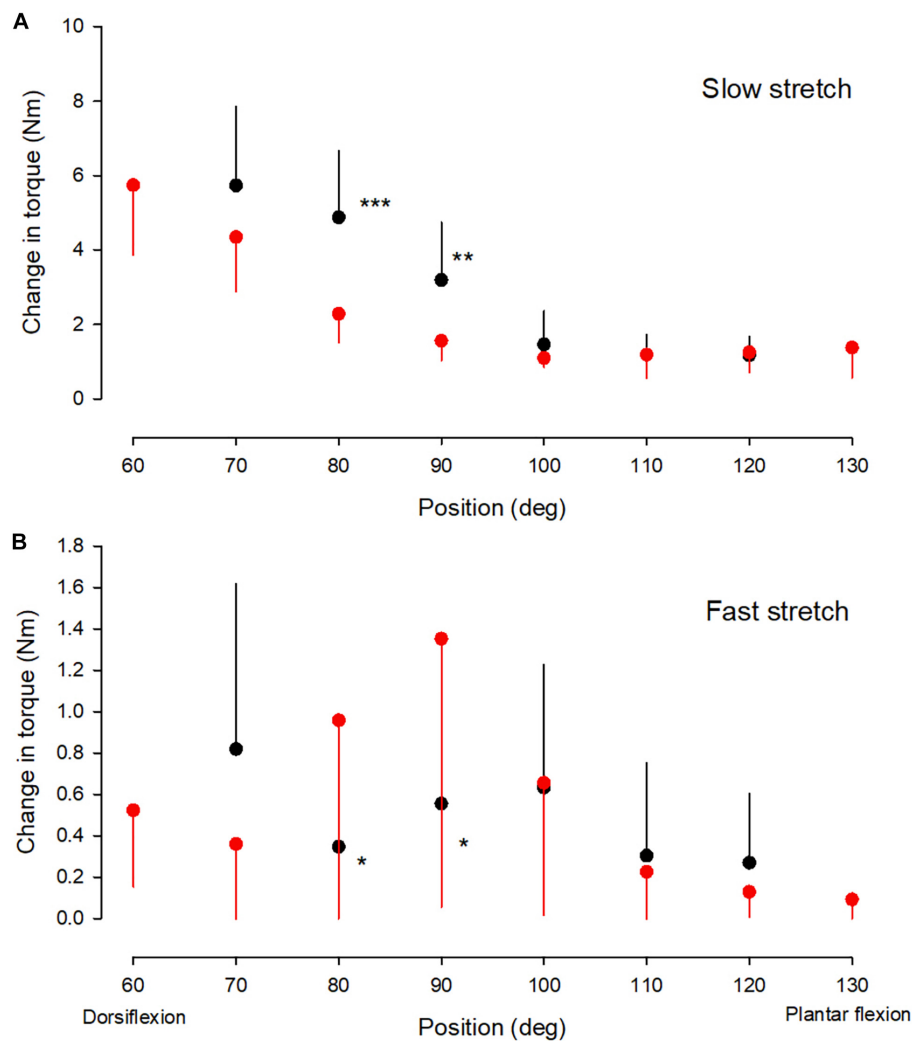 A
10
Slow stretch
8
6
***
**
4
2
0
Change in torque (Nm)
60 70 80 90 100 110 120 130
Position (deg)
B
1.8
Fast stretch
1.6
1.4
1.2
1.0
0.8
0.6
0.4
*
*
0.2
0.0
Change in torque (Nm)
60 70 80 90 100 110 120 130
Dorsiflexion Position (deg) Plantar flexion